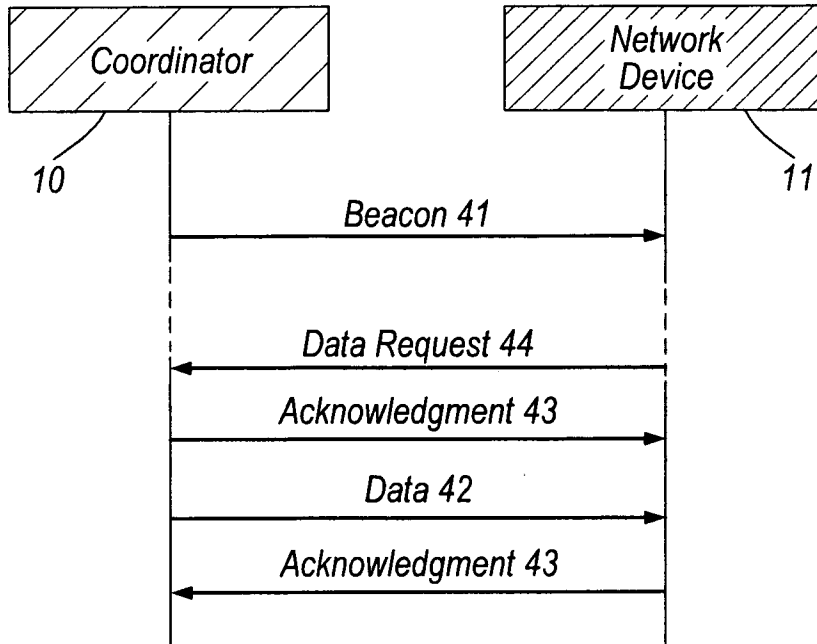 Coordinator
Network
Device
10
11
Beacon 41
Data Request 44
Acknowledgment 43
Data 42
Acknowledgment 43